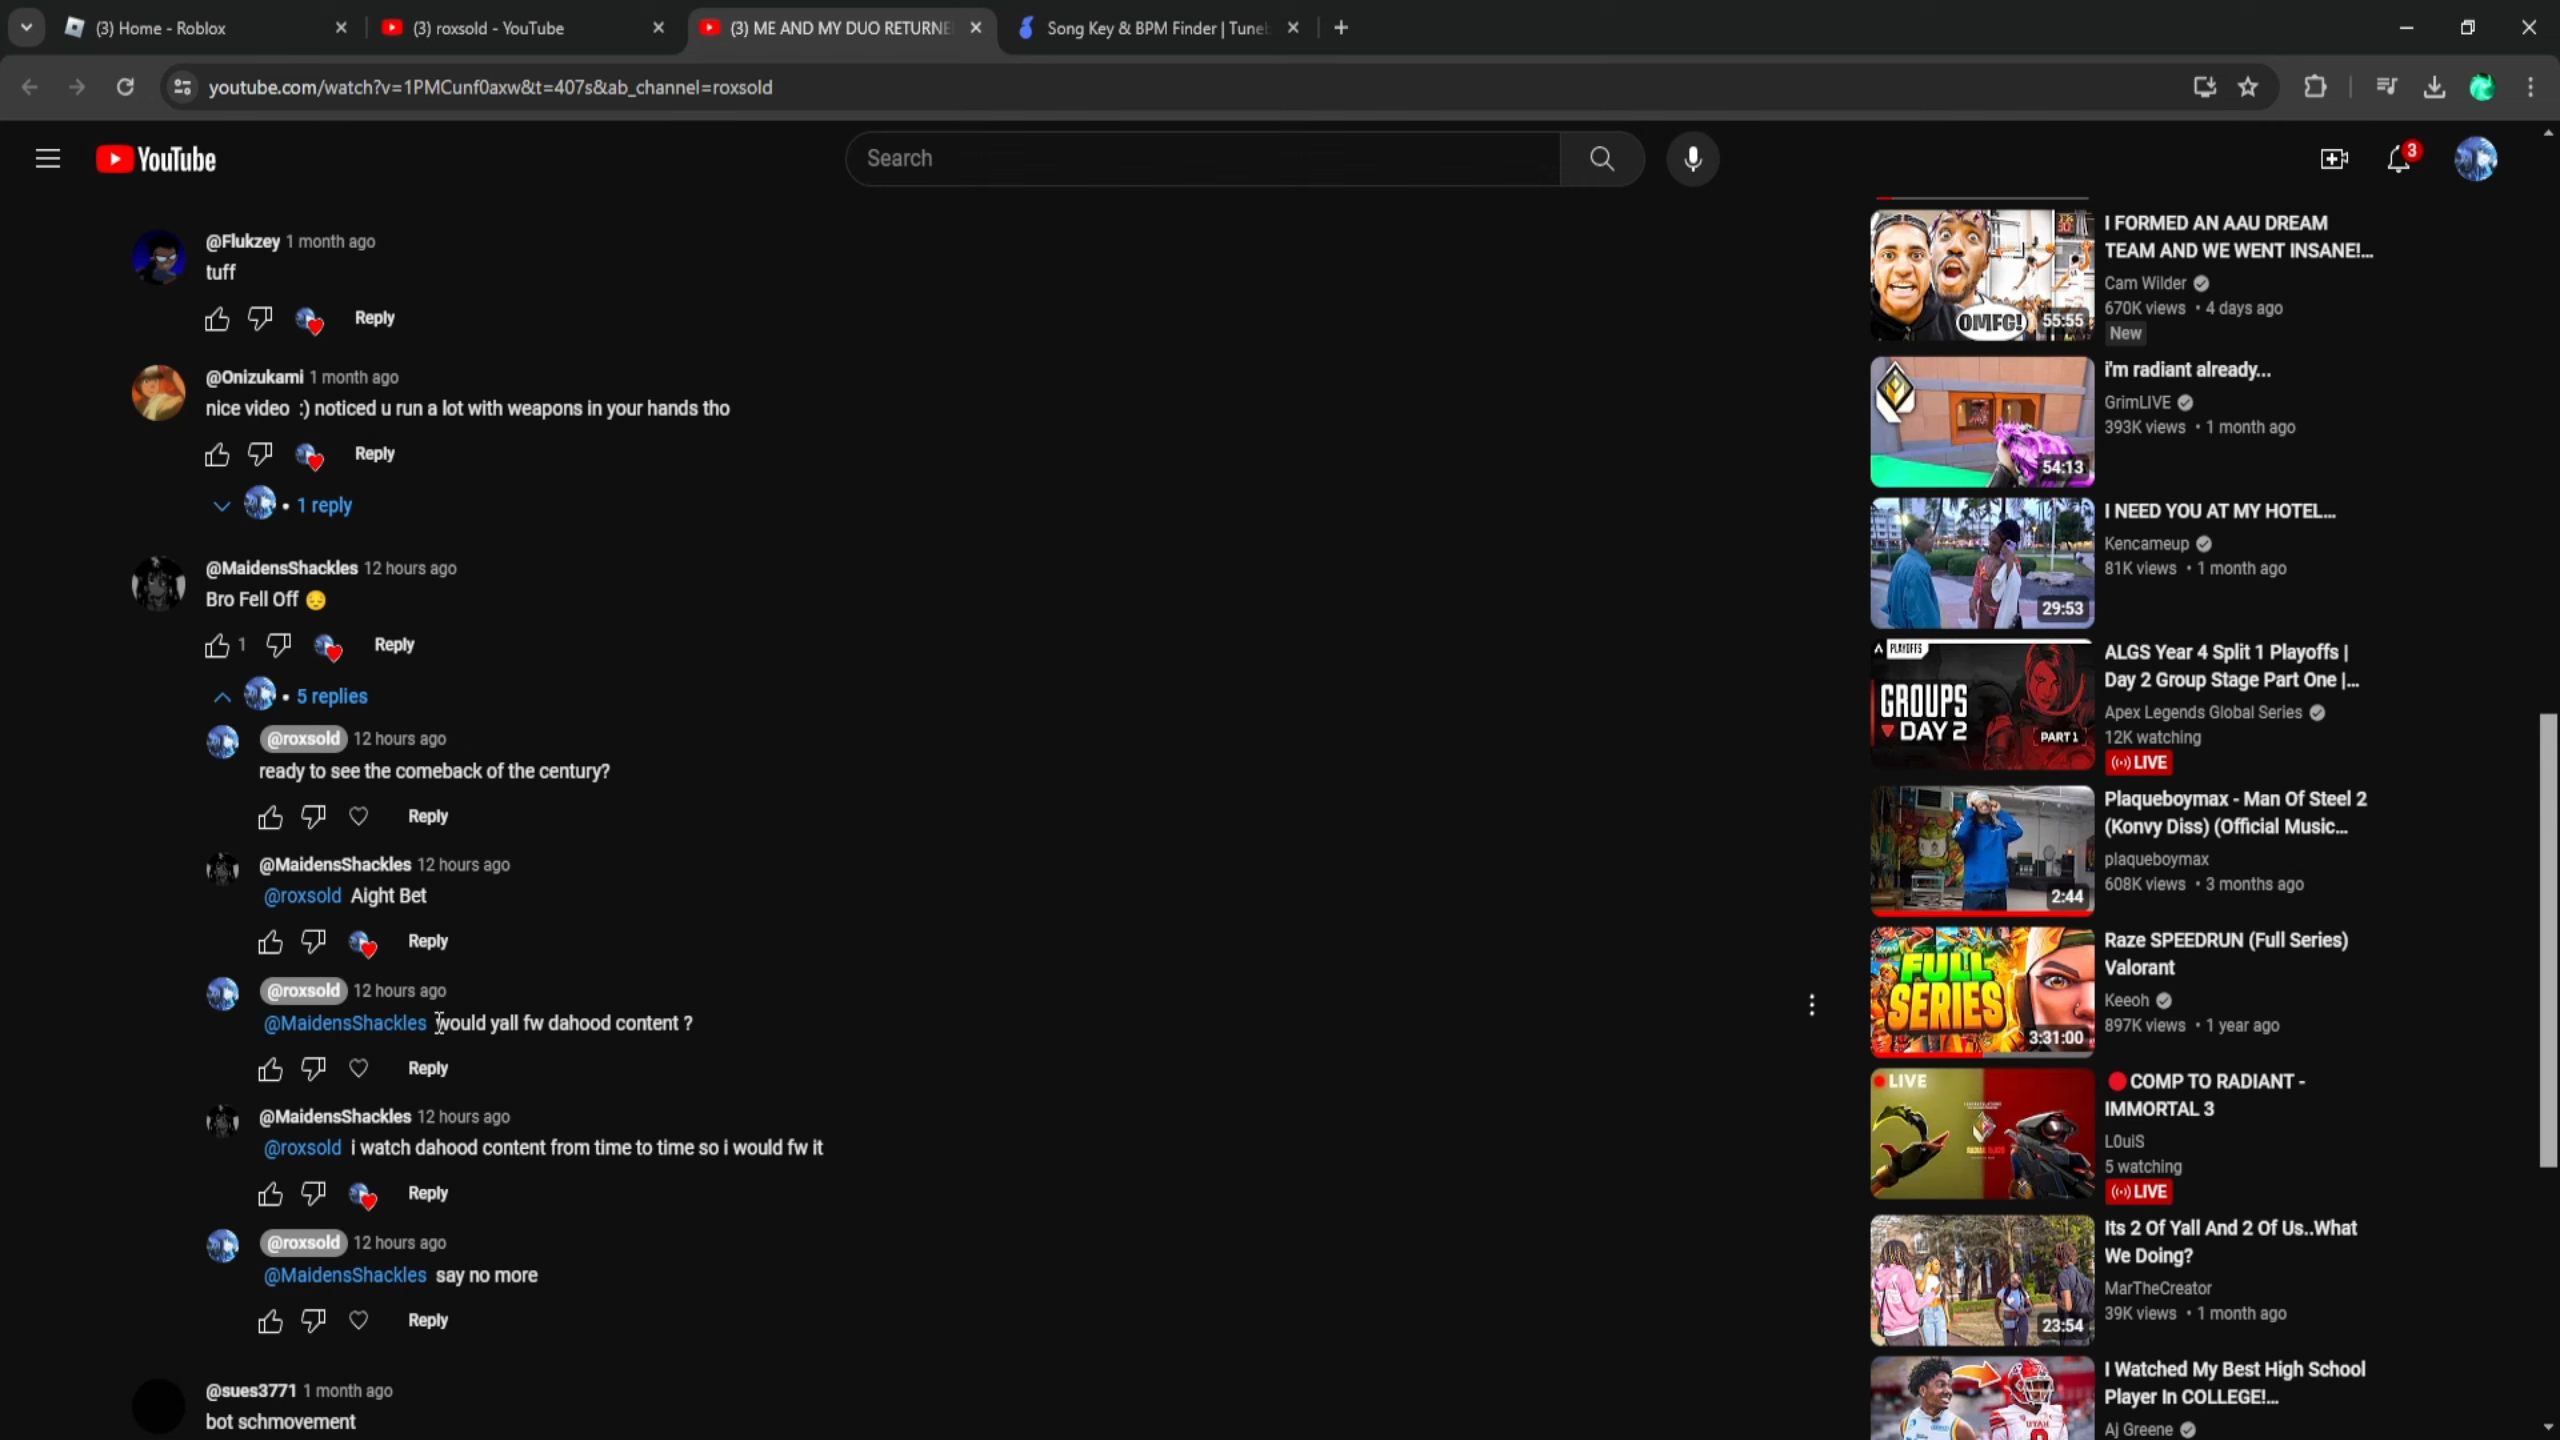 (3) Home - Roblox
(3) roxsold - YouTube
(3) ME AND MY DUO RETURNE
Song Key & BPM Finder | Tuneb
youtube.com/watch?v=1PMCunf0axw&t=407s&ab_channel=roxsold
YouTube
Search
3
@Flukzey 1 month ago
tuff
Reply
@Onizukami 1 month ago
nice video :) noticed u run a lot with weapons in your hands tho
Reply
• 1 reply
@MaidensShackles 12 hours ago
Bro Fell Off 😔
1 Reply
• 5 replies
@roxsold 12 hours ago
ready to see the comeback of the century?
Reply
@MaidensShackles 12 hours ago
@roxsold Aight Bet
Reply
@roxsold 12 hours ago
@MaidensShackles would yall fw dahood content ?
Reply
@MaidensShackles 12 hours ago
@roxsold i watch dahood content from time to time so i would fw it
Reply
@roxsold 12 hours ago
@MaidensShackles say no more
Reply
@sues3771 1 month ago
bot schmovement
OMFG!
55:55
I FORMED AN AAU DREAM
TEAM AND WE WENT INSANE!...
Cam Wilder
670K views • 4 days ago
New
54:13
i'm radiant already...
GrimLIVE
393K views • 1 month ago
29:53
I NEED YOU AT MY HOTEL...
Kencameup
81K views • 1 month ago
PLAYOFFS
GROUPS
DAY 2
PART 1
ALGS Year 4 Split 1 Playoffs |
Day 2 Group Stage Part One |...
Apex Legends Global Series
12K watching
LIVE
2:44
Plaqueboymax - Man Of Steel 2
(Konvy Diss) (Official Music...
plaqueboymax
608K views • 3 months ago
FULL
SERIES
3:31:00
Raze SPEEDRUN (Full Series)
Valorant
Keeoh
897K views • 1 year ago
LIVE
🔴COMP TO RADIANT -
IMMORTAL 3
L0uiS
5 watching
LIVE
23:54
Its 2 Of Yall And 2 Of Us..What
We Doing?
MarTheCreator
39K views • 1 month ago
UTAH
I Watched My Best High School
Player In COLLEGE!...
Aj Greene